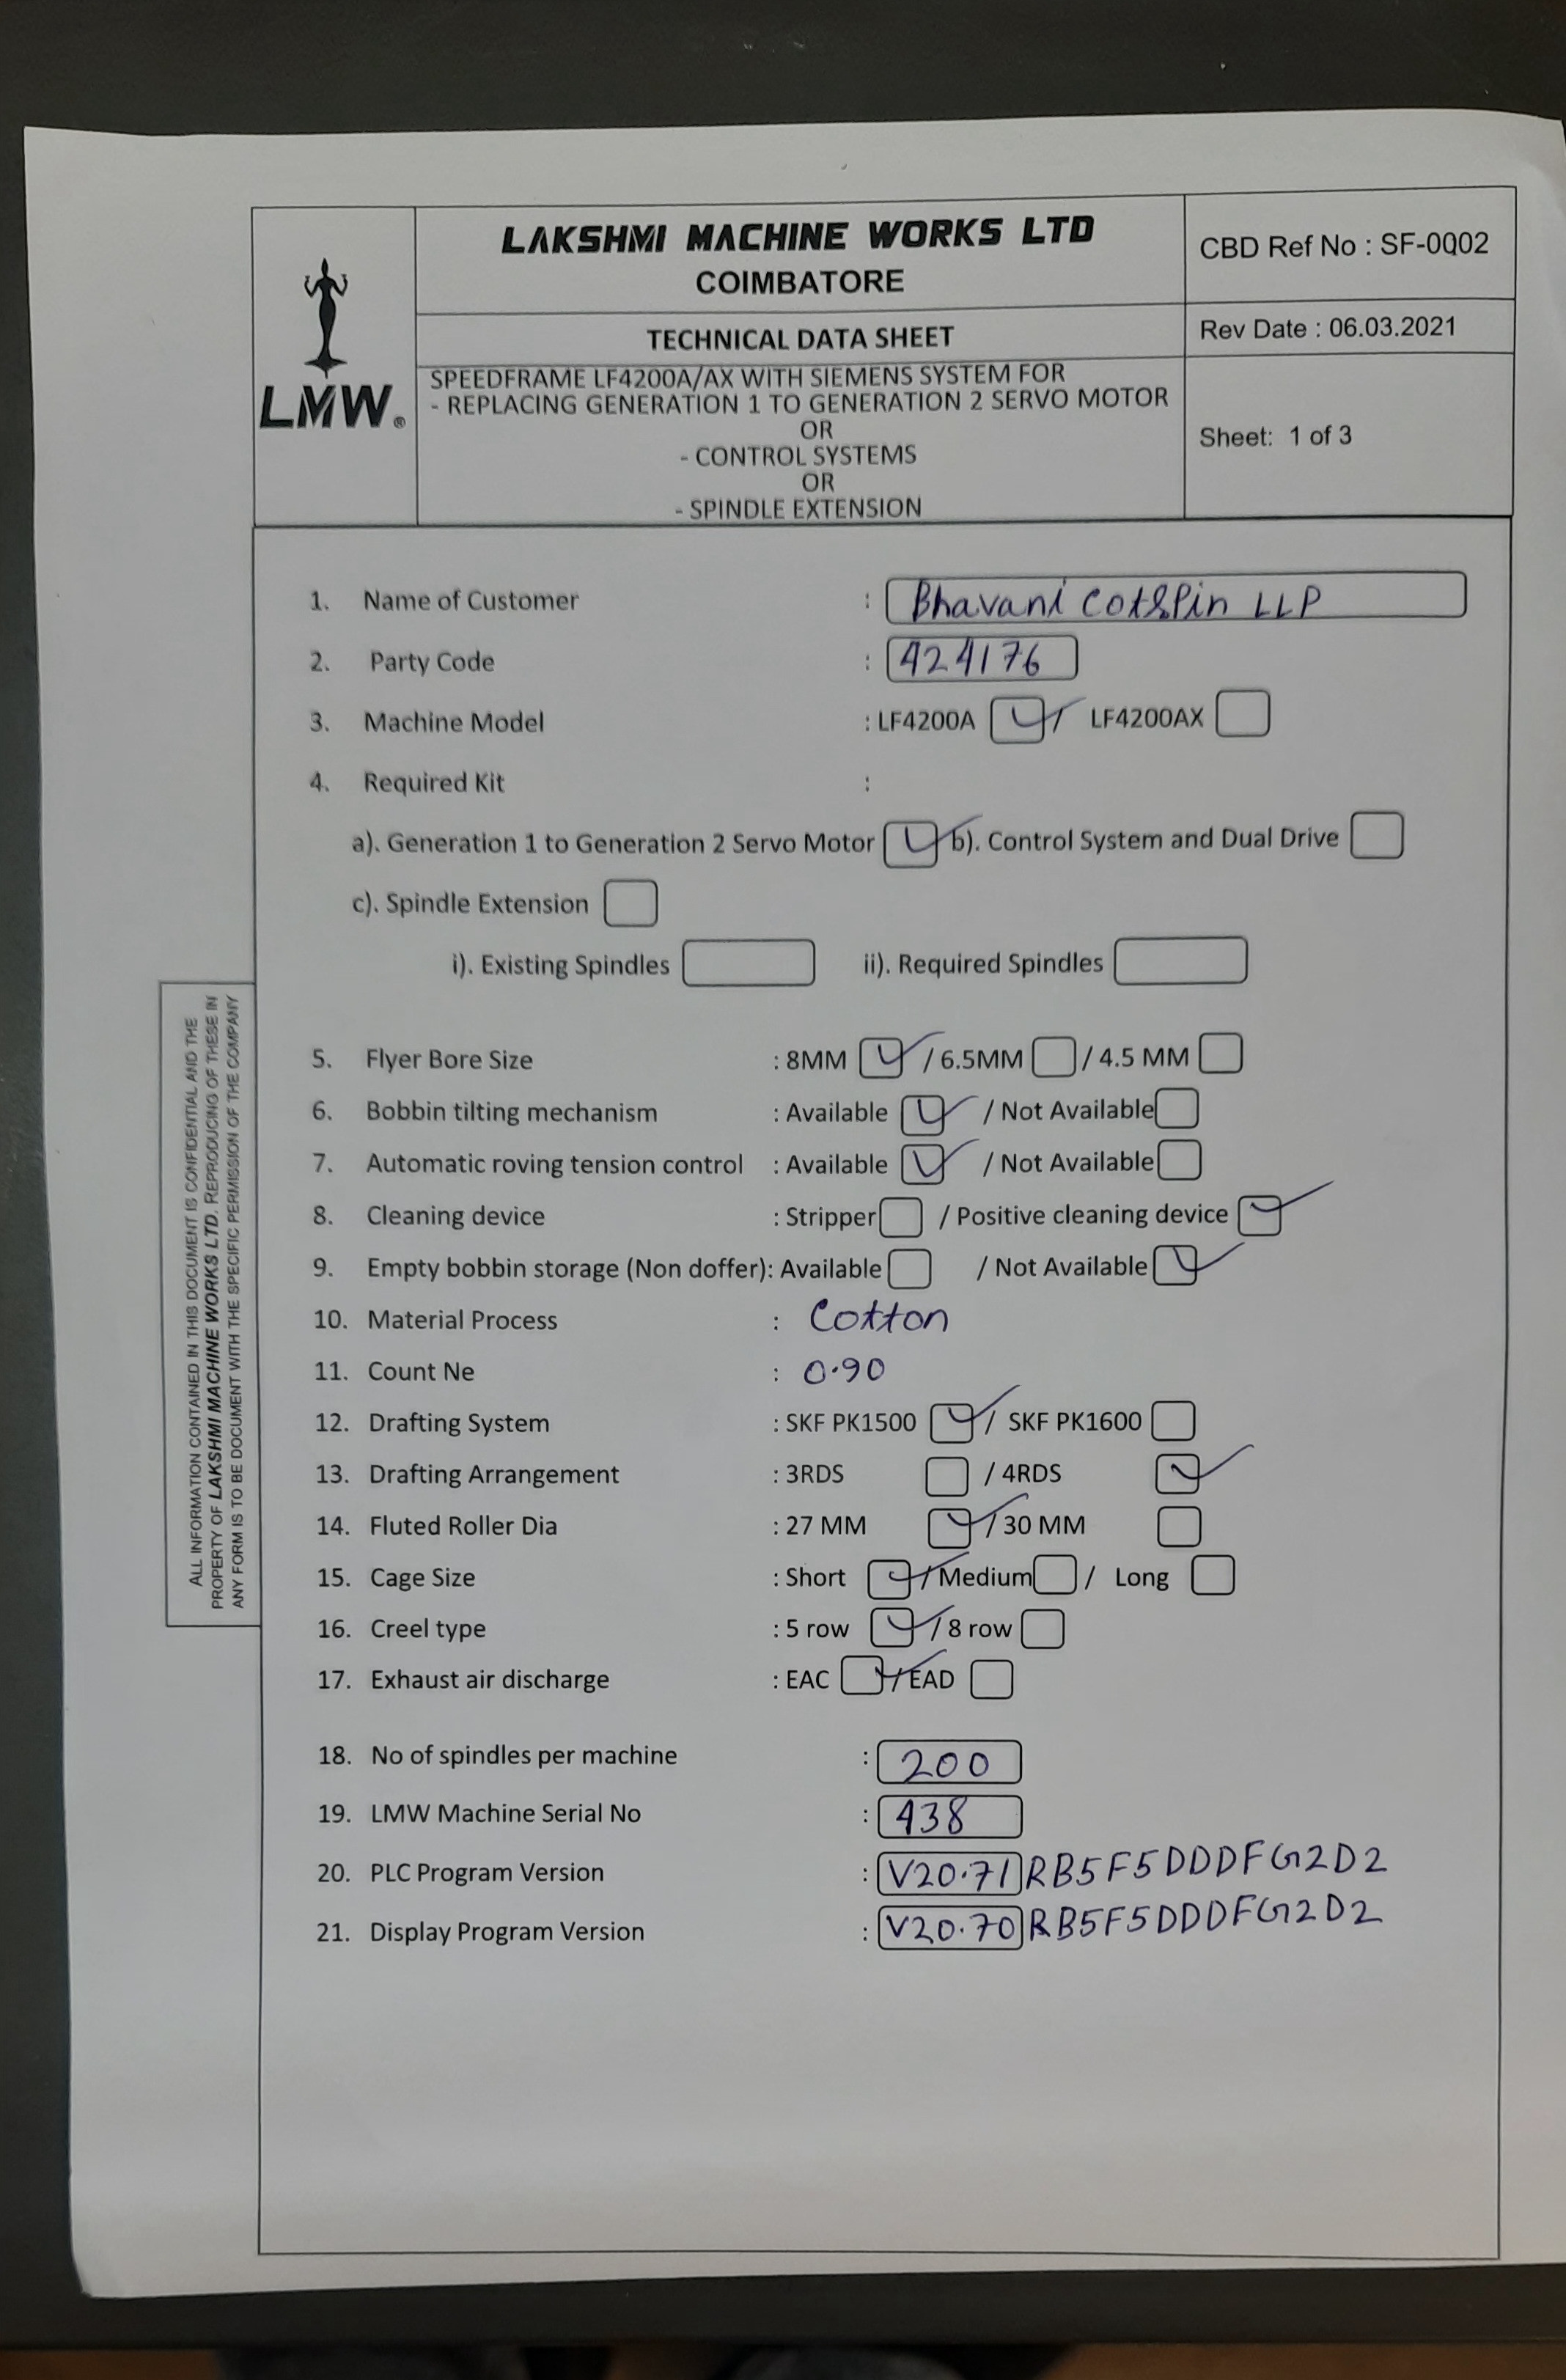 LAKSHMI MACHINE WORKS LTD
COIMBATORE
CBD Ref No : SF-0002
TECHNICAL DATA SHEET
Rev Date : 06.03.2021
LMW®
SPEEDFRAME LF4200A/AX WITH SIEMENS SYSTEM FOR
- REPLACING GENERATION 1 TO GENERATION 2 SERVO MOTOR
OR
- CONTROL SYSTEMS
OR
- SPINDLE EXTENSION
Sheet: 1 of 3
1. Name of Customer : Bhavani Cotspin LLP
2. Party Code : 424176
3. Machine Model : LF4200A / LF4200AX
4. Required Kit :
a). Generation 1 to Generation 2 Servo Motor b). Control System and Dual Drive
c). Spindle Extension
i). Existing Spindles ii). Required Spindles
5. Flyer Bore Size : 8MM / 6.5MM / 4.5 MM
6. Bobbin tilting mechanism : Available / Not Available
7. Automatic roving tension control : Available / Not Available
8. Cleaning device : Stripper / Positive cleaning device
9. Empty bobbin storage (Non doffer): Available / Not Available
10. Material Process : Cotton
11. Count Ne : 0.90
12. Drafting System : SKF PK1500 / SKF PK1600
13. Drafting Arrangement : 3RDS / 4RDS
14. Fluted Roller Dia : 27 MM / 30 MM
15. Cage Size : Short / Medium / Long
16. Creel type : 5 row / 8 row
17. Exhaust air discharge : EAC / EAD
18. No of spindles per machine : 200
19. LMW Machine Serial No : 438
20. PLC Program Version : V20.71 RB5F5DDDFG2D2
21. Display Program Version : V20.70 RB5F5DDDFG2D2
ALL INFORMATION CONTAINED IN THIS DOCUMENT IS CONFIDENTIAL AND THE
PROPERTY OF LAKSHMI MACHINE WORKS LTD. REPRODUCING OF THESE IN
ANY FORM IS TO BE DOCUMENT WITH THE SPECIFIC PERMISSION OF THE COMPANY